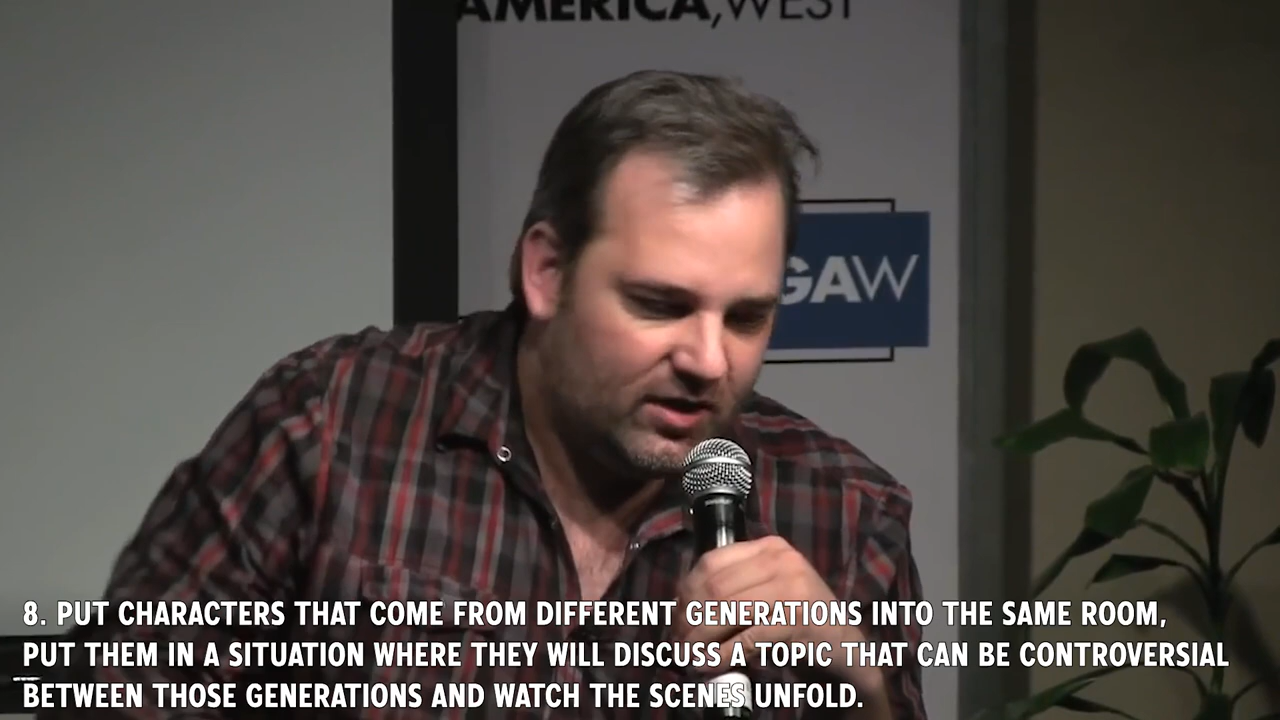 AMERICA, WEST
GAW
8. PUT CHARACTERS THAT COME FROM DIFFERENT GENERATIONS INTO THE SAME ROOM,
PUT THEM IN A SITUATION WHERE THEY WILL DISCUSS A TOPIC THAT CAN BE CONTROVERSIAL
BETWEEN THOSE GENERATIONS AND WATCH THE SCENES UNFOLD.